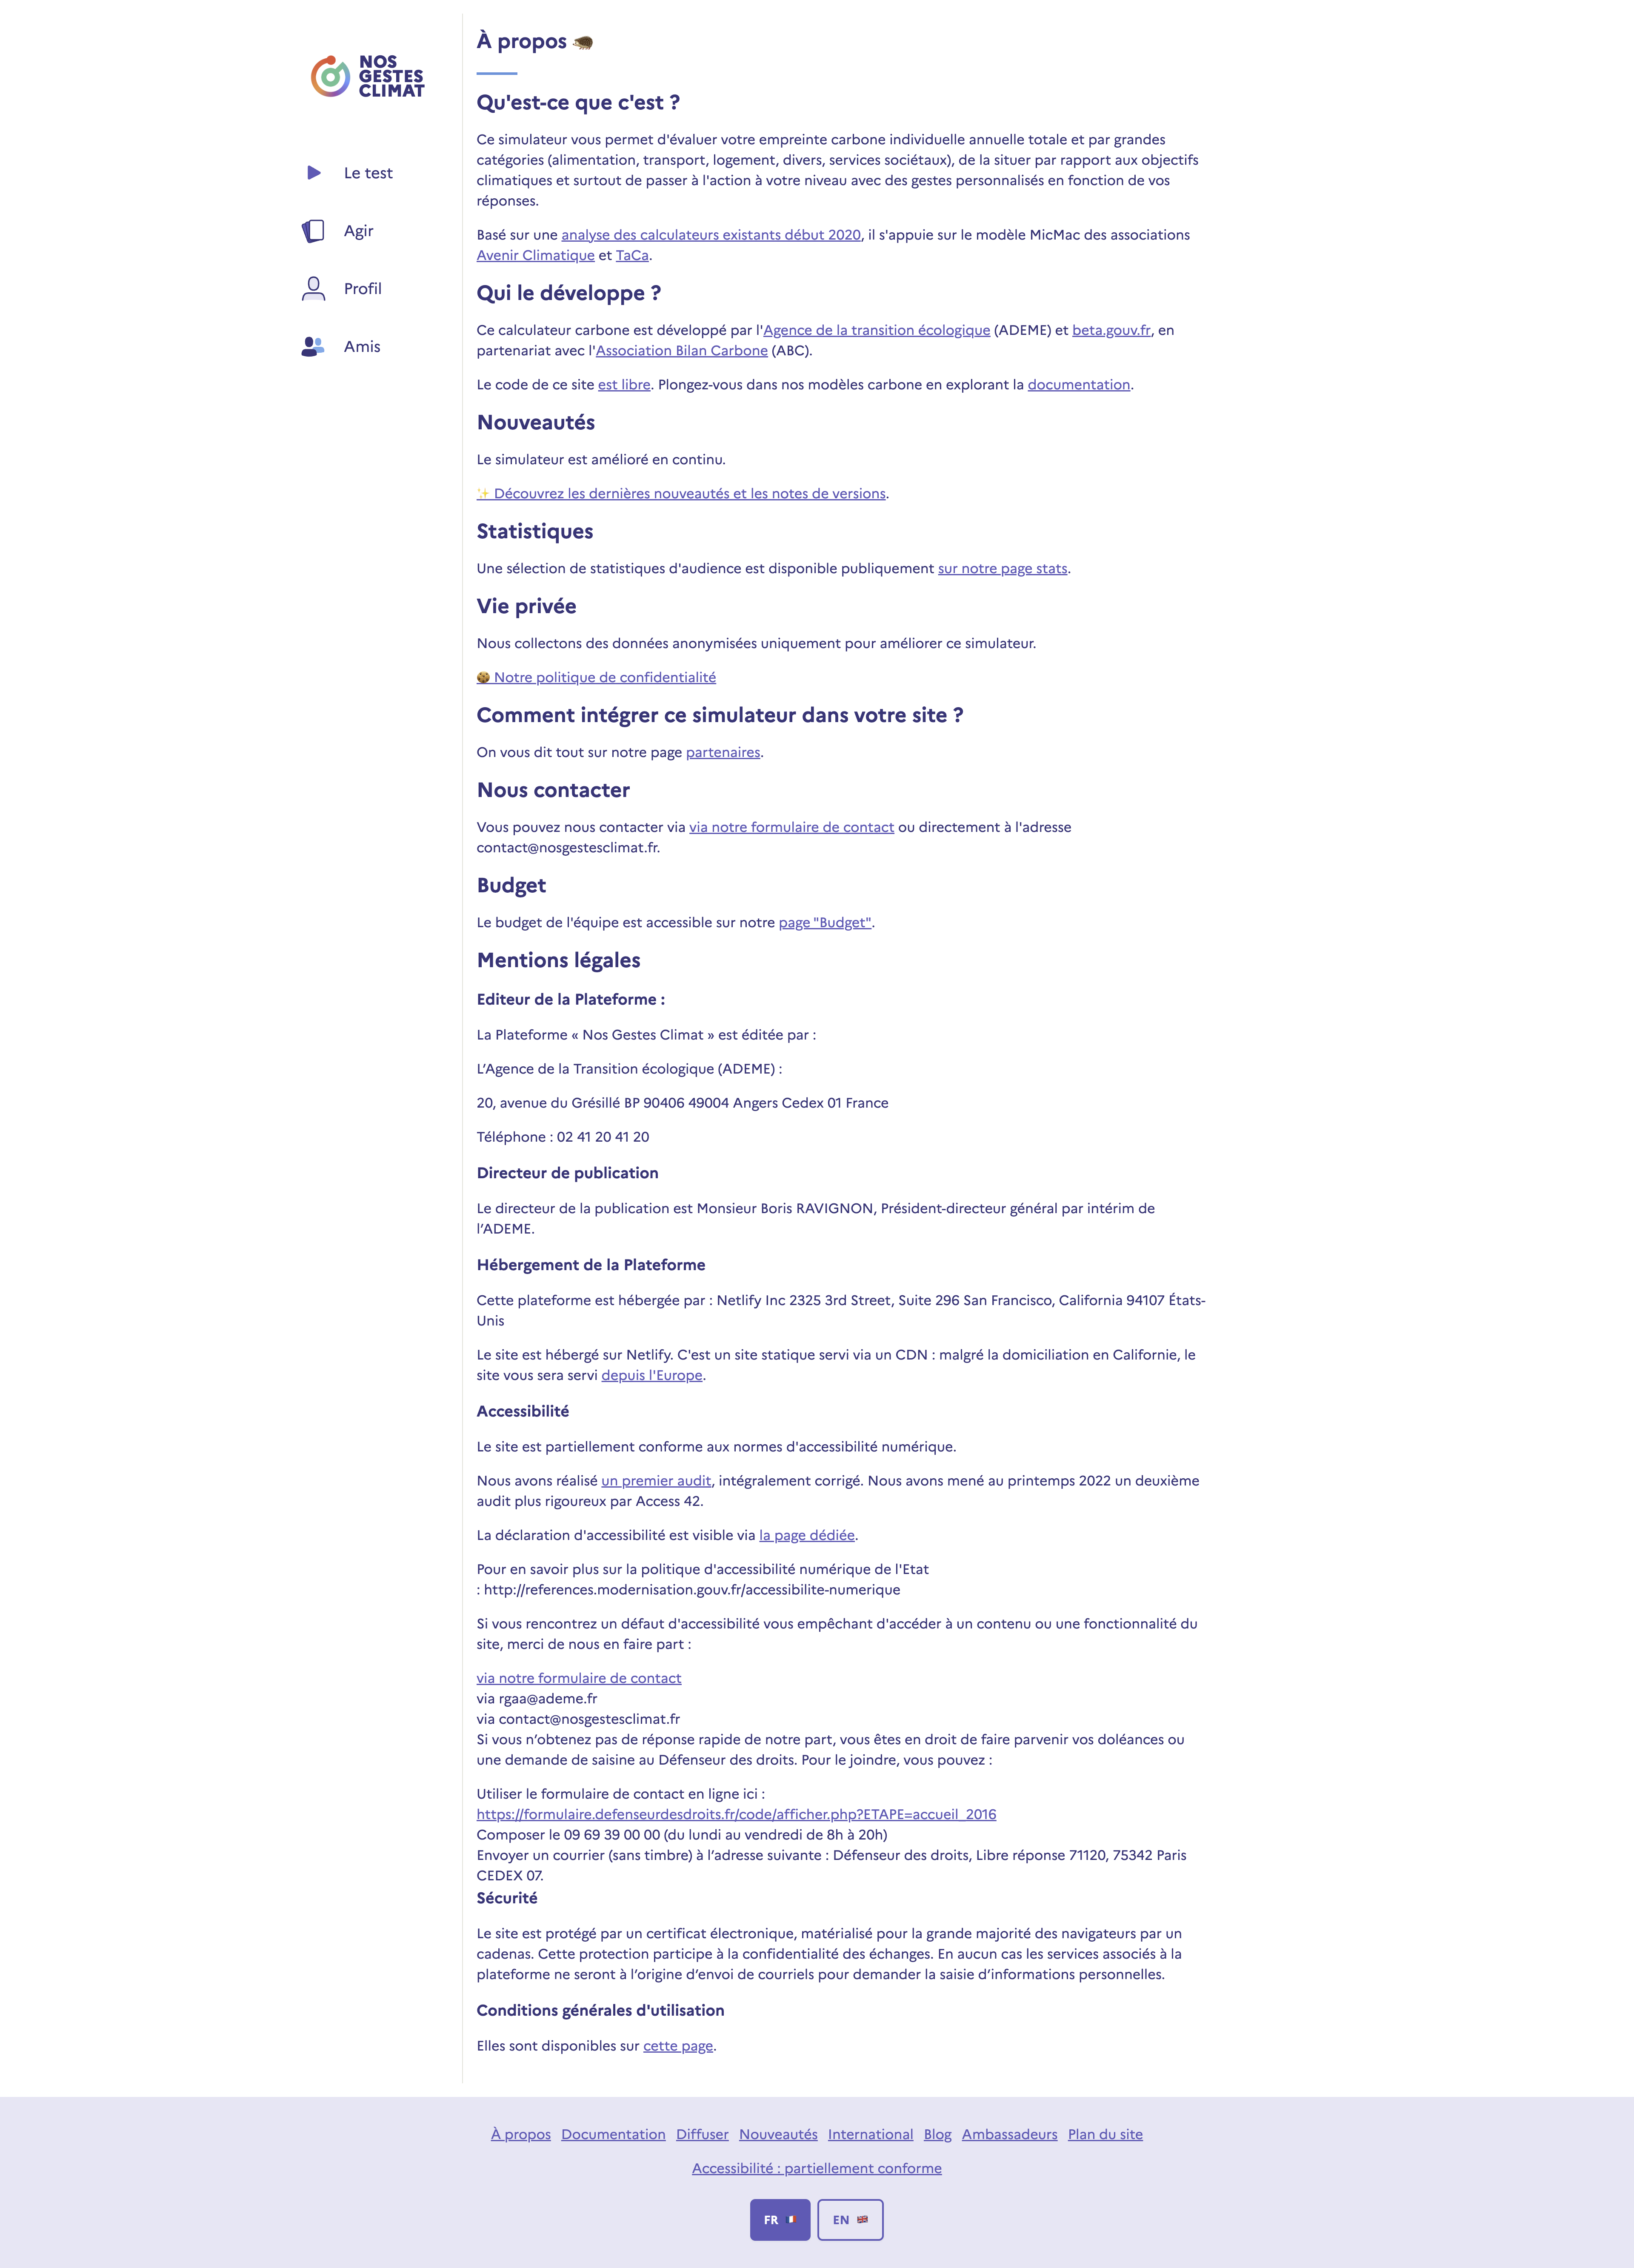 NOS
GESTES
CLIMAT
Le test
Agir
Profil
Amis
À propos
Qu'est-ce que c'est ?
Ce simulateur vous permet d'évaluer votre empreinte carbone individuelle annuelle totale et par grandes
catégories (alimentation, transport, logement, divers, services sociétaux), de la situer par rapport aux objectifs
climatiques et surtout de passer à l'action à votre niveau avec des gestes personnalisés en fonction de vos
réponses.
Basé sur une analyse des calculateurs existants début 2020, il s'appuie sur le modèle MicMac des associations
Avenir Climatique et TaCa.
Qui le développe ?
Ce calculateur carbone est développé par l'Agence de la transition écologique (ADEME) et beta.gouv.fr, en
partenariat avec l'Association Bilan Carbone (ABC).
Le code de ce site est libre. Plongez-vous dans nos modèles carbone en explorant la documentation.
Nouveautés
Le simulateur est amélioré en continu.
✨ Découvrez les dernières nouveautés et les notes de versions.
Statistiques
Une sélection de statistiques d'audience est disponible publiquement sur notre page stats.
Vie privée
Nous collectons des données anonymisées uniquement pour améliorer ce simulateur.
🍪 Notre politique de confidentialité
Comment intégrer ce simulateur dans votre site ?
On vous dit tout sur notre page partenaires.
Nous contacter
Vous pouvez nous contacter via via notre formulaire de contact ou directement à l'adresse
contact@nosgestesclimat.fr.
Budget
Le budget de l'équipe est accessible sur notre page "Budget".
Mentions légales
Editeur de la Plateforme :
La Plateforme « Nos Gestes Climat » est éditée par :
L’Agence de la Transition écologique (ADEME) :
20, avenue du Grésillé BP 90406 49004 Angers Cedex 01 France
Téléphone : 02 41 20 41 20
Directeur de publication
Le directeur de la publication est Monsieur Boris RAVIGNON, Président-directeur général par intérim de
l’ADEME.
Hébergement de la Plateforme
Cette plateforme est hébergée par : Netlify Inc 2325 3rd Street, Suite 296 San Francisco, California 94107 États-
Unis
Le site est hébergé sur Netlify. C'est un site statique servi via un CDN : malgré la domiciliation en Californie, le
site vous sera servi depuis l'Europe.
Accessibilité
Le site est partiellement conforme aux normes d'accessibilité numérique.
Nous avons réalisé un premier audit, intégralement corrigé. Nous avons mené au printemps 2022 un deuxième
audit plus rigoureux par Access 42.
La déclaration d'accessibilité est visible via la page dédiée.
Pour en savoir plus sur la politique d'accessibilité numérique de l'Etat
: http://references.modernisation.gouv.fr/accessibilite-numerique
Si vous rencontrez un défaut d'accessibilité vous empêchant d'accéder à un contenu ou une fonctionnalité du
site, merci de nous en faire part :
via notre formulaire de contact
via rgaa@ademe.fr
via contact@nosgestesclimat.fr
Si vous n’obtenez pas de réponse rapide de notre part, vous êtes en droit de faire parvenir vos doléances ou
une demande de saisine au Défenseur des droits. Pour le joindre, vous pouvez :
Utiliser le formulaire de contact en ligne ici :
https://formulaire.defenseurdesdroits.fr/code/afficher.php?ETAPE=accueil_2016
Composer le 09 69 39 00 00 (du lundi au vendredi de 8h à 20h)
Envoyer un courrier (sans timbre) à l’adresse suivante : Défenseur des droits, Libre réponse 71120, 75342 Paris
CEDEX 07.
Sécurité
Le site est protégé par un certificat électronique, matérialisé pour la grande majorité des navigateurs par un
cadenas. Cette protection participe à la confidentialité des échanges. En aucun cas les services associés à la
plateforme ne seront à l’origine d’envoi de courriels pour demander la saisie d’informations personnelles.
Conditions générales d'utilisation
Elles sont disponibles sur cette page.
À propos Documentation Diffuser Nouveautés International Blog Ambassadeurs Plan du site
Accessibilité : partiellement conforme
FR EN